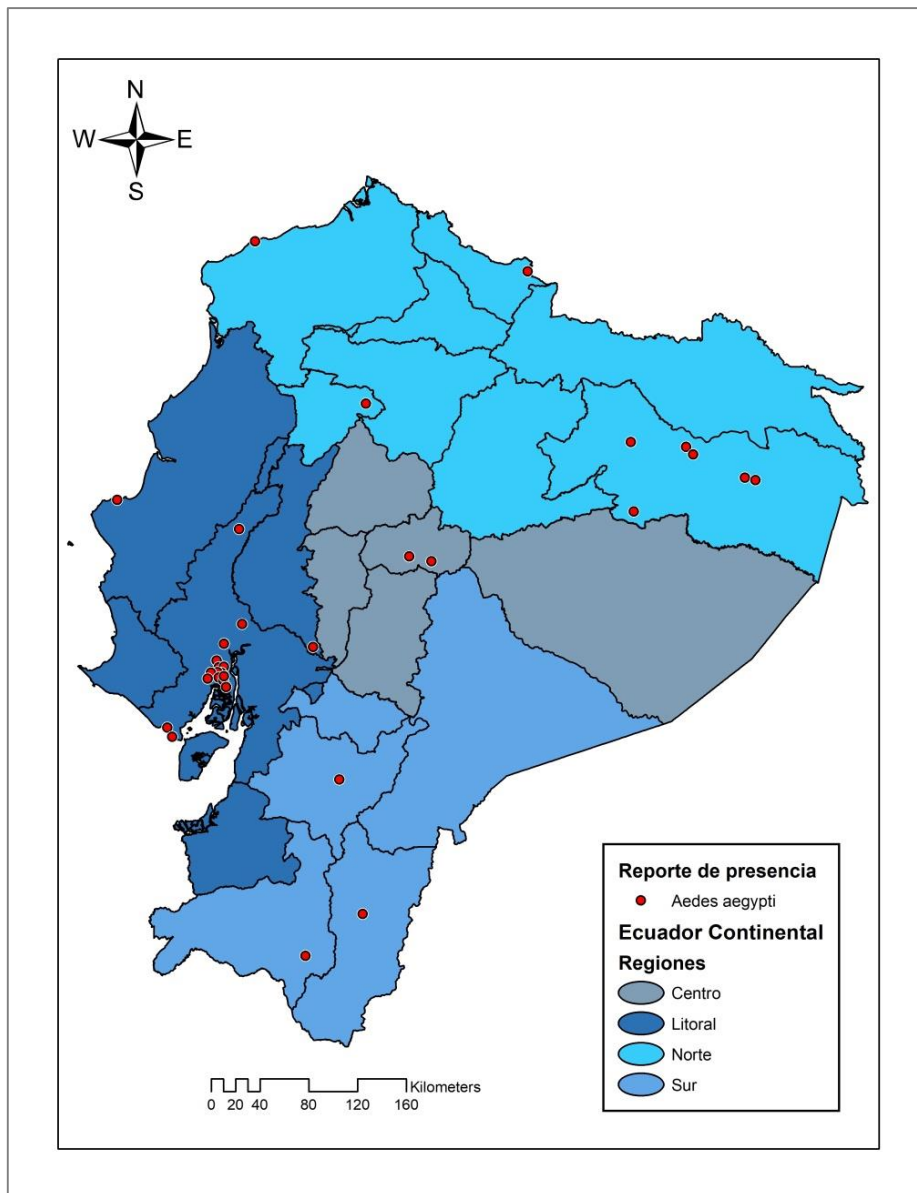 N
W E
S
Reporte de presencia
Aedes aegypti
Ecuador Continental
Regiones
Centro
Litoral
Norte
Sur
Kilometers
0 20 40 80 120 160